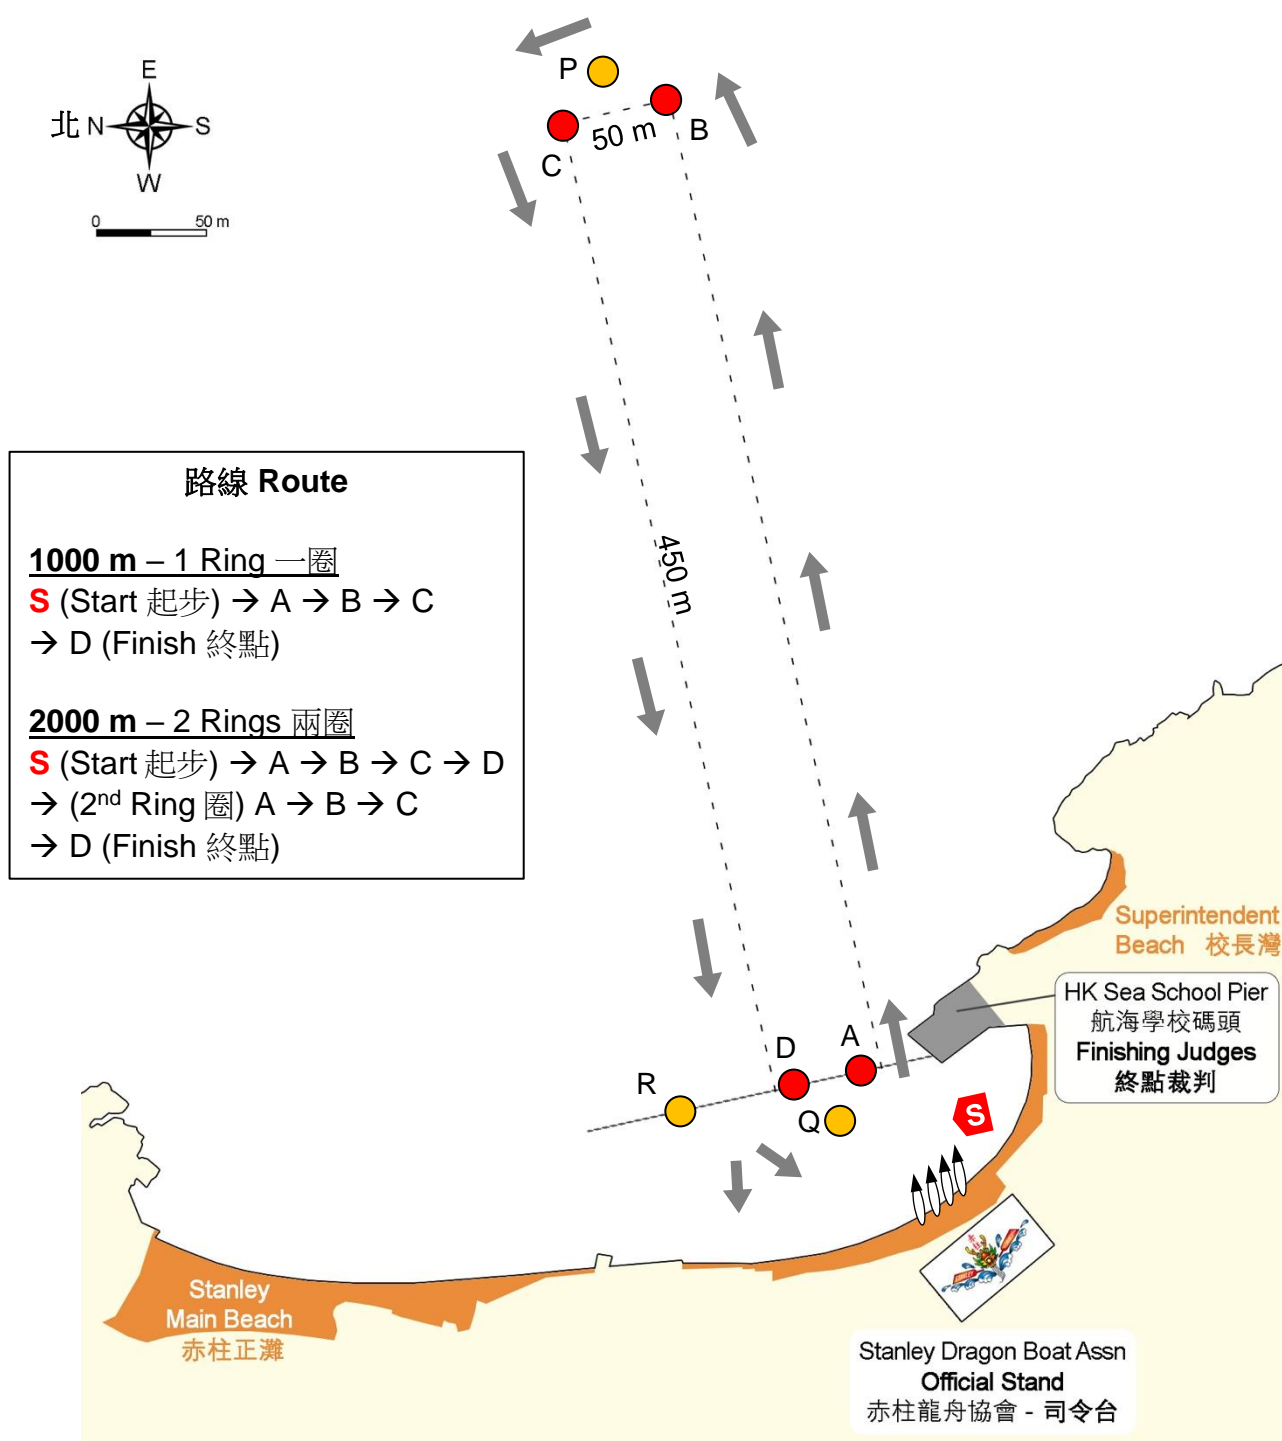 E
北 N S
W
0 50 m
P
50 m
B
C
路線 Route
1000 m – 1 Ring 一圈
S (Start 起步) → A → B → C
→ D (Finish 終點)
2000 m – 2 Rings 兩圈
S (Start 起步) → A → B → C → D
→ (2nd Ring 圈) A → B → C
→ D (Finish 終點)
450 m
Superintendent
Beach 校長灣
HK Sea School Pier
航海學校碼頭
Finishing Judges
終點裁判
D
A
R
Q
S
Stanley
Main Beach
赤柱正灘
Stanley Dragon Boat Assn
Official Stand
赤柱龍舟協會 - 司令台